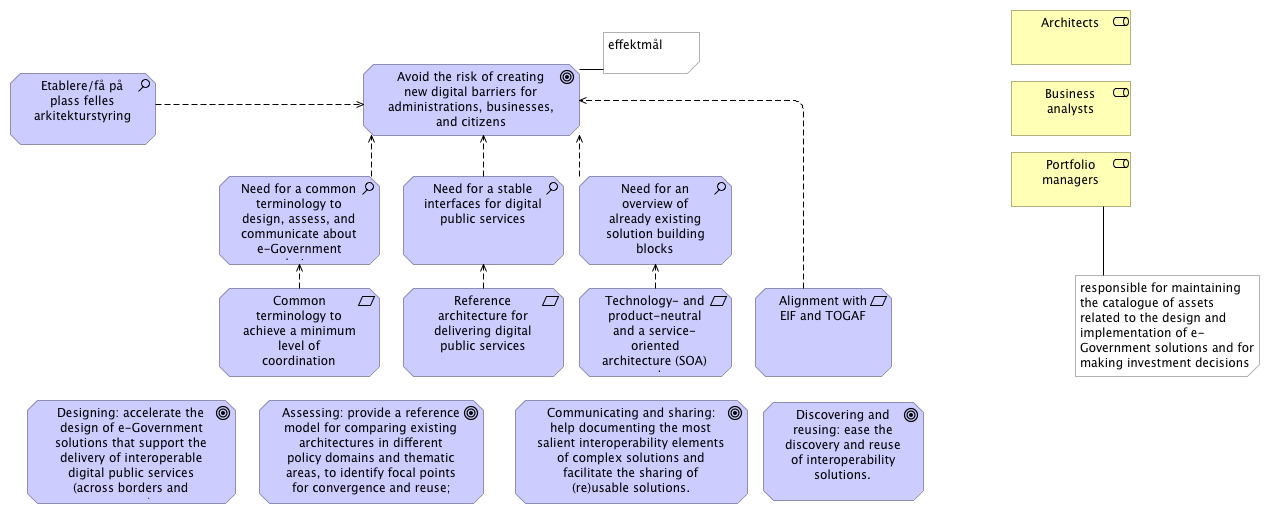 effektmål
Etablere/få på
plass felles
arkitekturstyring
Avoid the risk of creating
new digital barriers for
administrations, businesses,
and citizens
Need for a common
terminology to
design, assess, and
communicate about
e-Government
Need for a stable
interfaces for digital
public services
Need for an
overview of
already existing
solution building
blocks
Common
terminology to
achieve a minimum
level of
coordination
Reference
architecture for
delivering digital
public services
Technology- and
product-neutral
and a service-
oriented
architecture (SOA)
Alignment with
EIF and TOGAF
Designing: accelerate the
design of e-Government
solutions that support the
delivery of interoperable
digital public services
(across borders and
Assessing: provide a reference
model for comparing existing
architectures in different
policy domains and thematic
areas, to identify focal points
for convergence and reuse;
Communicating and sharing:
help documenting the most
salient interoperability elements
of complex solutions and
facilitate the sharing of
(re)usable solutions.
Discovering and
reusing: ease the
discovery and reuse
of interoperability
solutions.
Architects
Business
analysts
Portfolio
managers
responsible for maintaining
the catalogue of assets
related to the design and
implementation of e-
Government solutions and for
making investment decisions